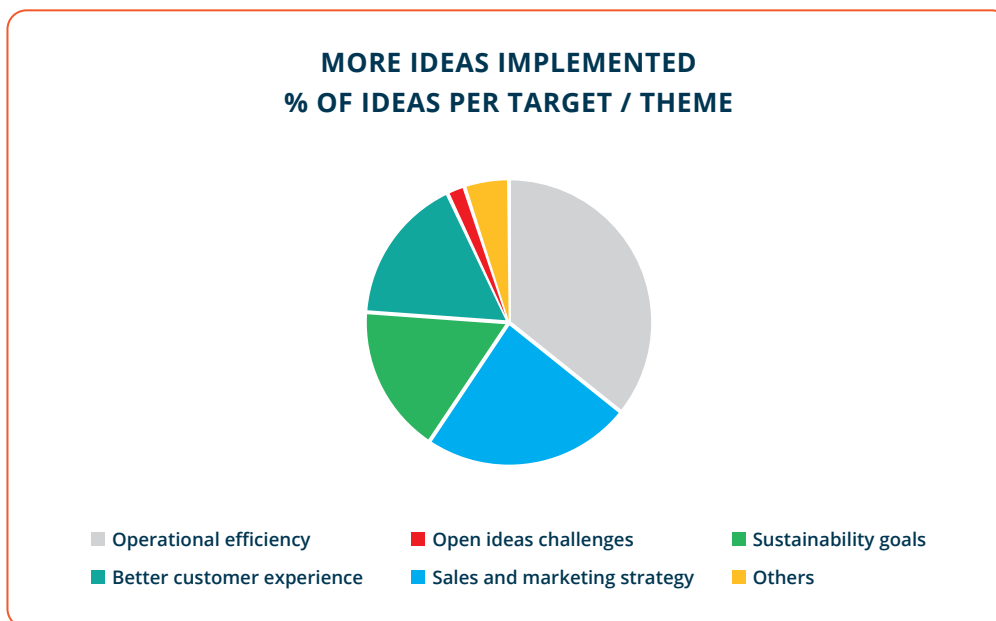 MORE IDEAS IMPLEMENTED
% OF IDEAS PER TARGET / THEME
Operational efficiency
Open ideas challenges
Sustainability goals
Better customer experience
Sales and marketing strategy
Others